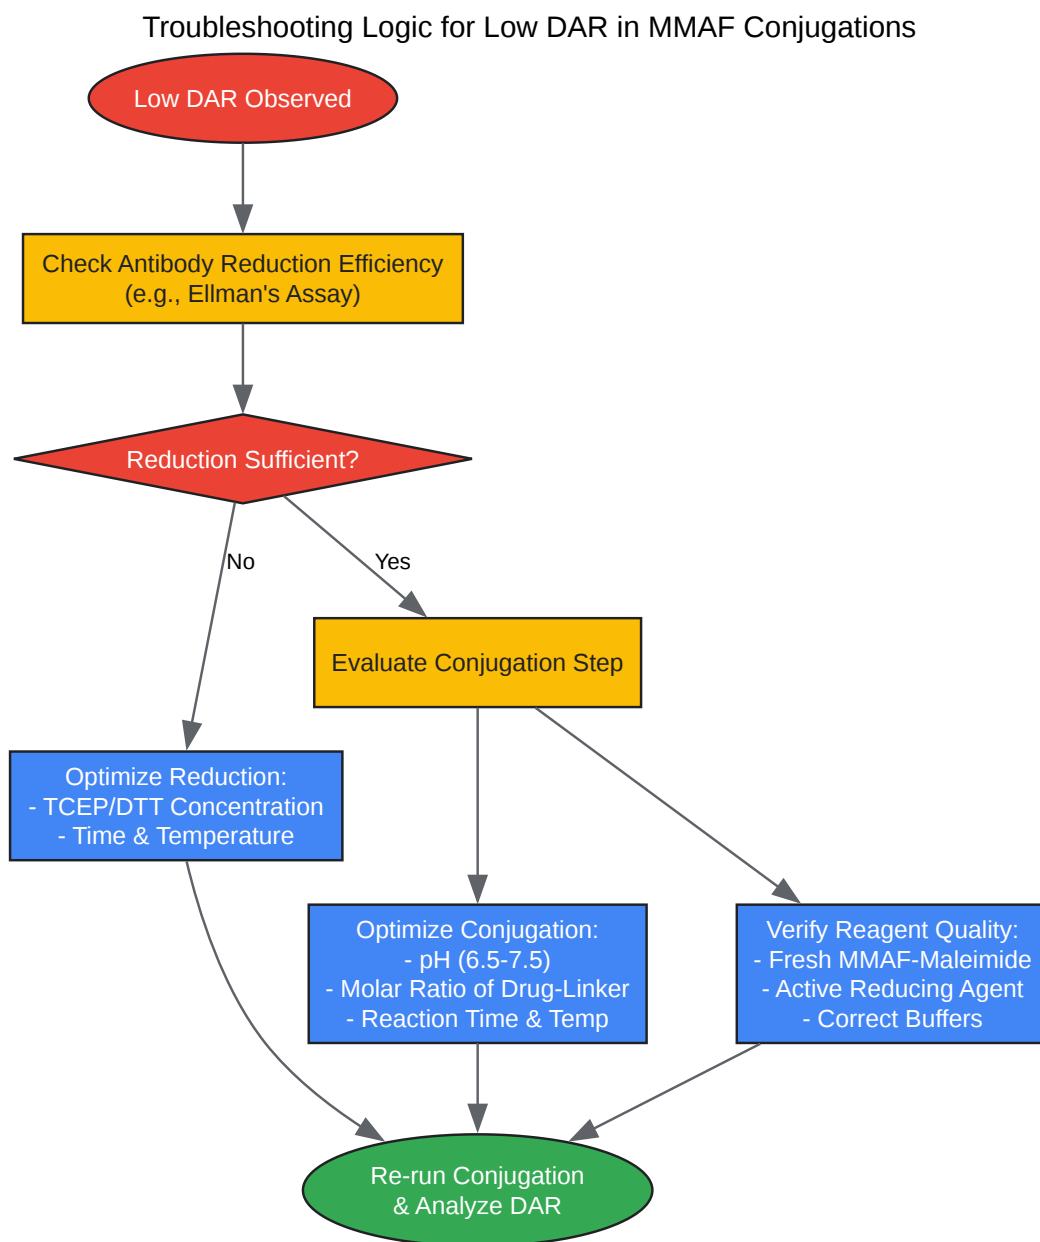 Troubleshooting Logic for Low DAR in MMAF Conjugations
Low DAR Observed
Check Antibody Reduction Efficiency
(e.g., Ellman's Assay)
Reduction Sufficient?
No
Yes
Evaluate Conjugation Step
Optimize Reduction:
- TCEP/DTT Concentration
- Time & Temperature
Optimize Conjugation:
- pH (6.5-7.5)
- Molar Ratio of Drug-Linker
- Reaction Time & Temp
Verify Reagent Quality:
- Fresh MMAF-Maleimide
- Active Reducing Agent
- Correct Buffers
Re-run Conjugation
& Analyze DAR